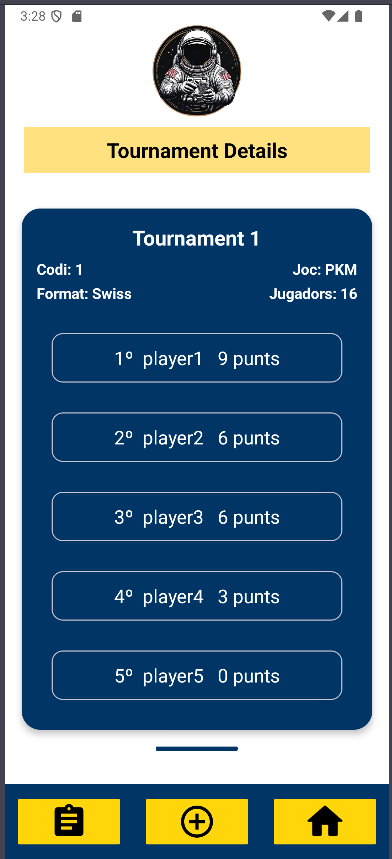 3:28
Tournament Details
Tournament 1
Codi: 1 Joc: PKM
Format: Swiss Jugadors: 16
1º player1 9 punts
2º player2 6 punts
3º player3 6 punts
4º player4 3 punts
5º player5 0 punts